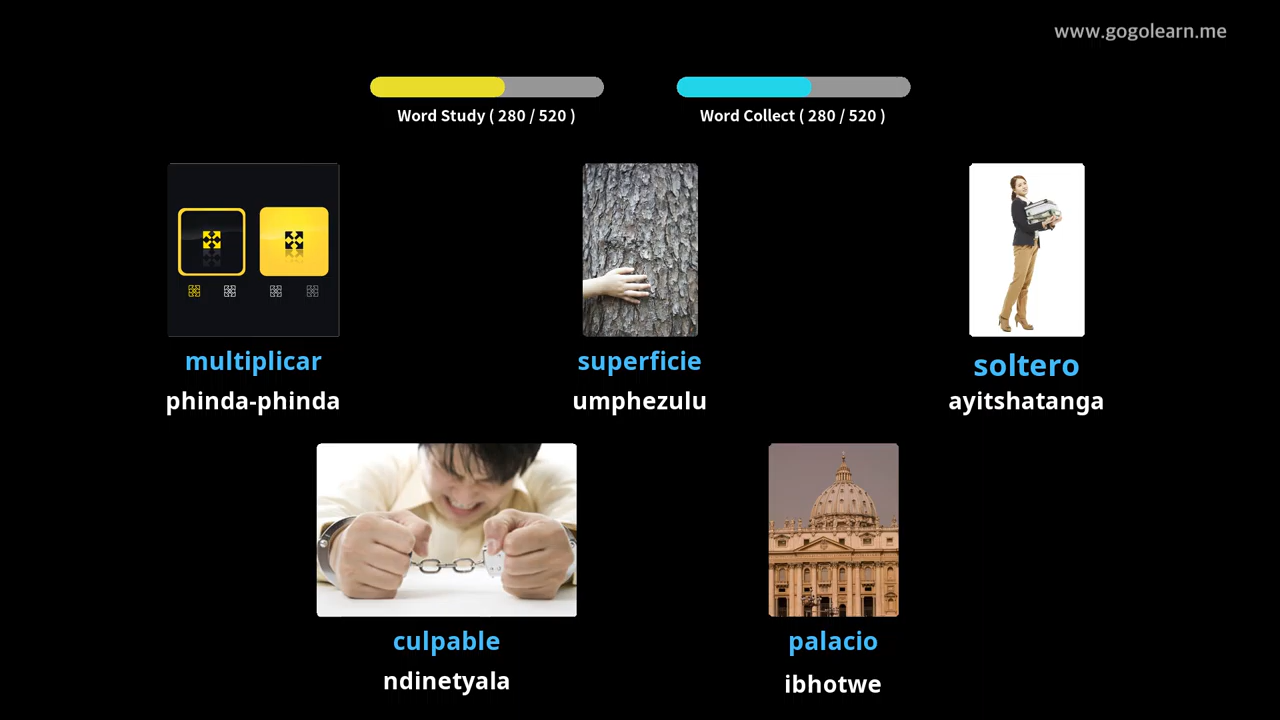 www.gogolearn.me
Word Study ( 280 / 520 )
Word Collect ( 280 / 520 )
multiplicar
phinda-phinda
superficie
umphezulu
soltero
ayitshatanga
culpable
ndinetyala
palacio
ibhotwe